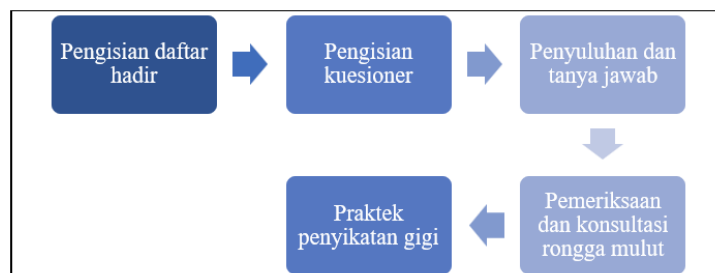 Pengisian daftar
hadir
Pengisian
kuesioner
Penyuluhan dan
tanya jawab
Pemeriksaan
dan konsultasi
rongga mulut
Praktek
penyikatan gigi